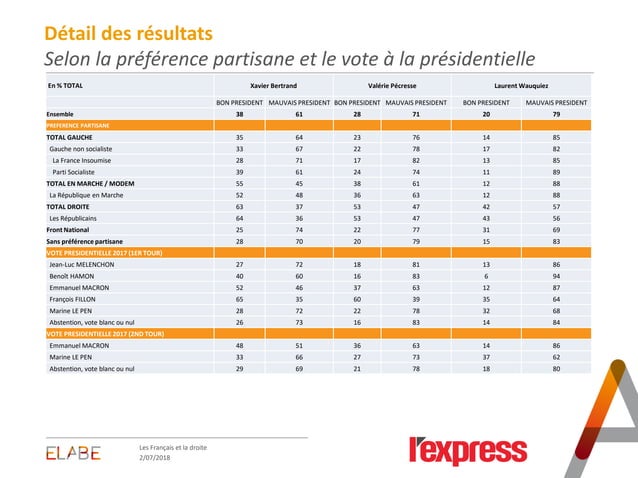 Détail des résultats
Selon la préférence partisane et le vote à la présidentielle
En % TOTAL Xavier Bertrand Valérie Pécresse Laurent Wauquiez
BON PRESIDENT MAUVAIS PRESIDENT BON PRESIDENT MAUVAIS PRESIDENT BON PRESIDENT MAUVAIS PRESIDENT
Ensemble 38 61 28 71 20 79
PREFERENCE PARTISANE
TOTAL GAUCHE 35 64 23 76 14 85
Gauche non socialiste 33 67 22 78 17 82
La France Insoumise 28 71 17 82 13 85
Parti Socialiste 39 61 24 74 11 89
TOTAL EN MARCHE / MODEM 55 45 38 61 12 88
La République en Marche 52 48 36 63 12 88
TOTAL DROITE 63 37 53 47 42 57
Les Républicains 64 36 53 47 43 56
Front National 25 74 22 77 31 69
Sans préférence partisane 28 70 20 79 15 83
VOTE PRESIDENTIELLE 2017 (1ER TOUR)
Jean-Luc MELENCHON 27 72 18 81 13 86
Benoît HAMON 40 60 16 83 6 94
Emmanuel MACRON 52 46 37 63 12 87
François FILLON 65 35 60 39 35 64
Marine LE PEN 28 72 22 78 32 68
Abstention, vote blanc ou nul 26 73 16 83 14 84
VOTE PRESIDENTIELLE 2017 (2ND TOUR)
Emmanuel MACRON 48 51 36 63 14 86
Marine LE PEN 33 66 27 73 37 62
Abstention, vote blanc ou nul 29 69 21 78 18 80
ELABE
Les Français et la droite
2/07/2018
l'express